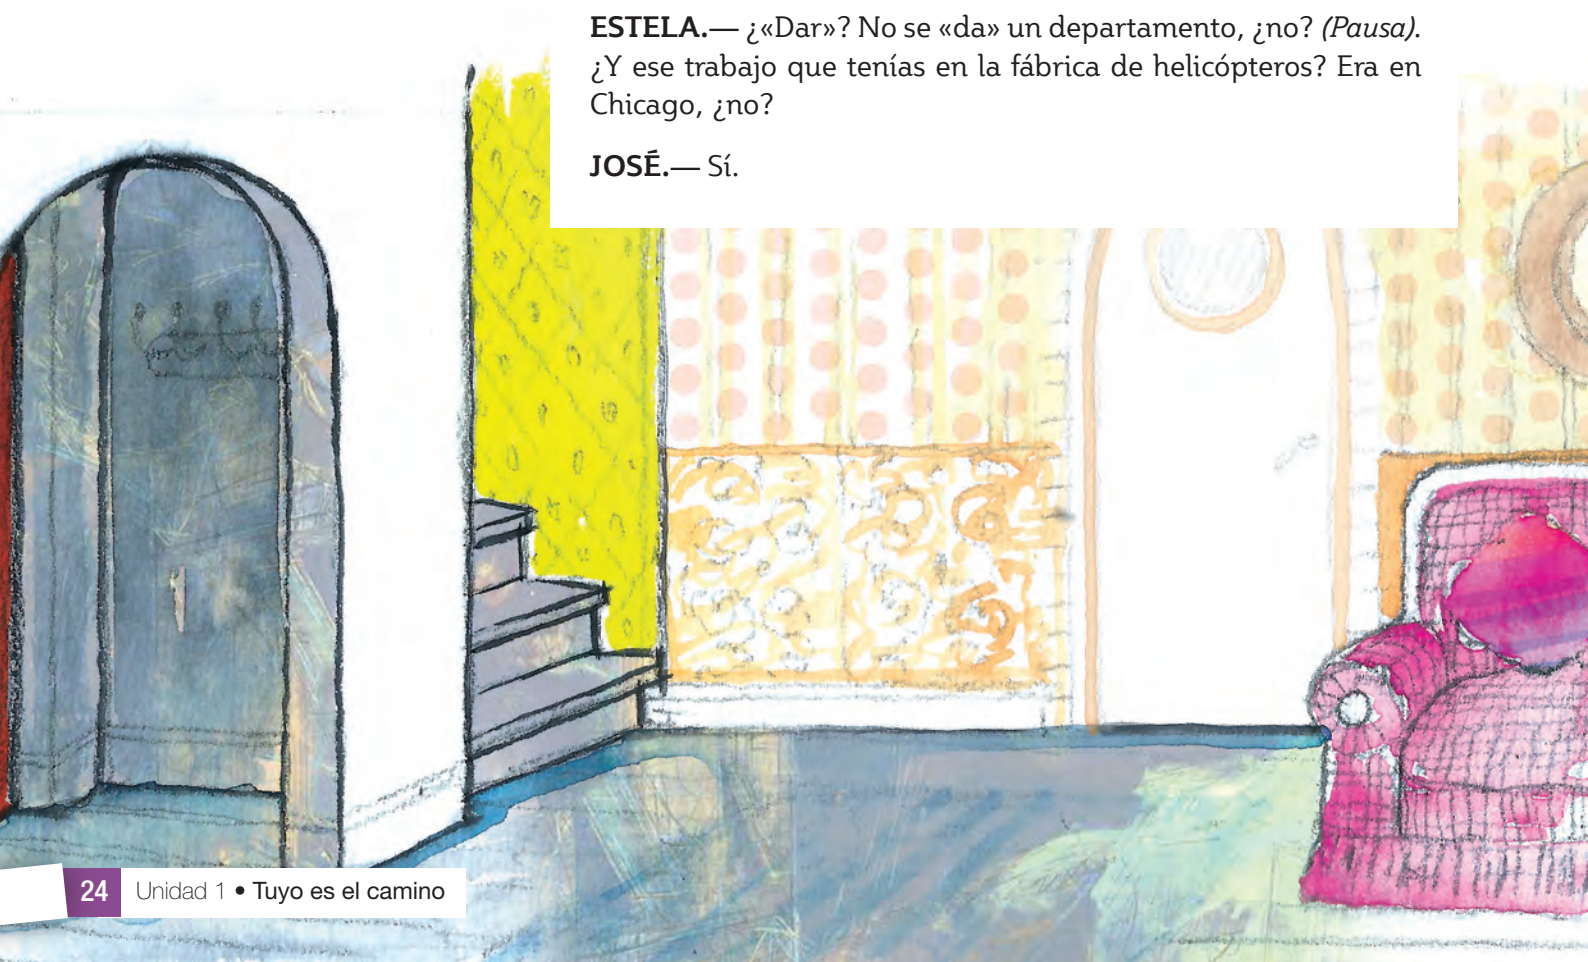 ESTELA.— ¿«Dar»? No se «da» un departamento, ¿no? (Pausa).
¿Y ese trabajo que tenías en la fábrica de helicópteros? Era en
Chicago, ¿no?
JOSÉ.— Sí.
24 Unidad 1 • Tuyo es el camino